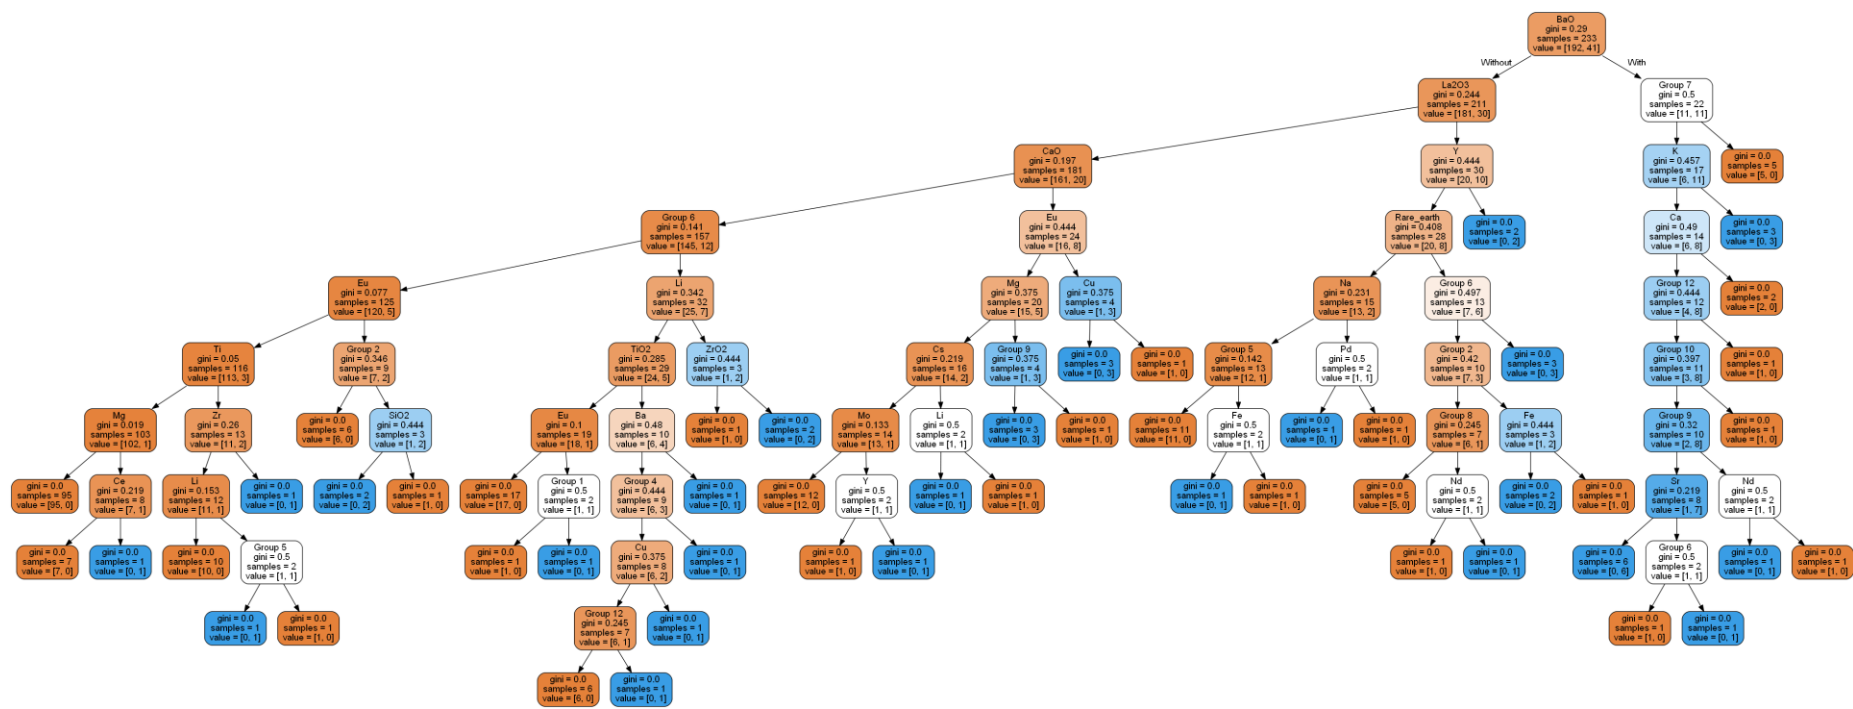 BaO
gini = 0.29
samples = 233
value = [192, 41]
Without
With
La2O3
gini = 0.244
samples = 211
value = [181, 30]
Group 7
gini = 0.5
samples = 22
value = [11, 11]
CaO
gini = 0.197
samples = 181
value = [161, 20]
Y
gini = 0.444
samples = 30
value = [20, 10]
K
gini = 0.457
samples = 17
value = [6, 11]
gini = 0.0
samples = 5
value = [5, 0]
Group 6
gini = 0.141
samples = 157
value = [145, 12]
Eu
gini = 0.444
samples = 24
value = [16, 8]
Rare_earth
gini = 0.408
samples = 28
value = [20, 8]
gini = 0.0
samples = 2
value = [0, 2]
Ca
gini = 0.49
samples = 14
value = [6, 8]
gini = 0.0
samples = 3
value = [0, 3]
Eu
gini = 0.077
samples = 125
value = [120, 5]
Li
gini = 0.342
samples = 32
value = [25, 7]
Mg
gini = 0.375
samples = 20
value = [15, 5]
Cu
gini = 0.375
samples = 4
value = [1, 3]
Na
gini = 0.231
samples = 15
value = [13, 2]
Group 6
gini = 0.497
samples = 13
value = [7, 6]
Group 12
gini = 0.444
samples = 12
value = [4, 8]
gini = 0.0
samples = 2
value = [2, 0]
Ti
gini = 0.05
samples = 116
value = [113, 3]
Group 2
gini = 0.346
samples = 9
value = [7, 2]
TiO2
gini = 0.285
samples = 29
value = [24, 5]
ZrO2
gini = 0.444
samples = 3
value = [1, 2]
Cs
gini = 0.219
samples = 16
value = [14, 2]
Group 9
gini = 0.375
samples = 4
value = [1, 3]
gini = 0.0
samples = 3
value = [0, 3]
gini = 0.0
samples = 1
value = [1, 0]
Group 5
gini = 0.142
samples = 13
value = [12, 1]
Pd
gini = 0.5
samples = 2
value = [1, 1]
Group 2
gini = 0.42
samples = 10
value = [7, 3]
gini = 0.0
samples = 3
value = [0, 3]
Group 10
gini = 0.397
samples = 11
value = [3, 8]
gini = 0.0
samples = 1
value = [1, 0]
Mg
gini = 0.019
samples = 103
value = [102, 1]
Zr
gini = 0.26
samples = 13
value = [11, 2]
gini = 0.0
samples = 6
value = [6, 0]
SiO2
gini = 0.444
samples = 3
value = [1, 2]
Eu
gini = 0.1
samples = 19
value = [18, 1]
Ba
gini = 0.48
samples = 10
value = [6, 4]
gini = 0.0
samples = 1
value = [1, 0]
gini = 0.0
samples = 2
value = [0, 2]
Mo
gini = 0.133
samples = 14
value = [13, 1]
Li
gini = 0.5
samples = 2
value = [1, 1]
gini = 0.0
samples = 3
value = [0, 3]
gini = 0.0
samples = 1
value = [1, 0]
gini = 0.0
samples = 11
value = [11, 0]
Fe
gini = 0.5
samples = 2
value = [1, 1]
gini = 0.0
samples = 1
value = [0, 1]
gini = 0.0
samples = 1
value = [1, 0]
Group 8
gini = 0.245
samples = 7
value = [6, 1]
Fe
gini = 0.444
samples = 3
value = [1, 2]
Group 9
gini = 0.32
samples = 10
value = [2, 8]
gini = 0.0
samples = 1
value = [1, 0]
gini = 0.0
samples = 95
value = [95, 0]
Ce
gini = 0.219
samples = 8
value = [7, 1]
Li
gini = 0.153
samples = 12
value = [11, 1]
gini = 0.0
samples = 1
value = [0, 1]
gini = 0.0
samples = 2
value = [0, 2]
gini = 0.0
samples = 1
value = [1, 0]
gini = 0.0
samples = 17
value = [17, 0]
Group 1
gini = 0.5
samples = 2
value = [1, 1]
Group 4
gini = 0.444
samples = 9
value = [6, 3]
gini = 0.0
samples = 1
value = [0, 1]
gini = 0.0
samples = 12
value = [12, 0]
Y
gini = 0.5
samples = 2
value = [1, 1]
gini = 0.0
samples = 1
value = [0, 1]
gini = 0.0
samples = 1
value = [1, 0]
gini = 0.0
samples = 1
value = [0, 1]
gini = 0.0
samples = 1
value = [1, 0]
gini = 0.0
samples = 5
value = [5, 0]
Nd
gini = 0.5
samples = 2
value = [1, 1]
gini = 0.0
samples = 2
value = [0, 2]
gini = 0.0
samples = 1
value = [1, 0]
Sr
gini = 0.219
samples = 8
value = [1, 7]
Nd
gini = 0.5
samples = 2
value = [1, 1]
gini = 0.0
samples = 7
value = [7, 0]
gini = 0.0
samples = 1
value = [0, 1]
gini = 0.0
samples = 10
value = [10, 0]
Group 5
gini = 0.5
samples = 2
value = [1, 1]
gini = 0.0
samples = 1
value = [1, 0]
gini = 0.0
samples = 1
value = [0, 1]
Cu
gini = 0.375
samples = 8
value = [6, 2]
gini = 0.0
samples = 1
value = [0, 1]
gini = 0.0
samples = 1
value = [1, 0]
gini = 0.0
samples = 1
value = [0, 1]
gini = 0.0
samples = 1
value = [1, 0]
gini = 0.0
samples = 1
value = [0, 1]
gini = 0.0
samples = 6
value = [0, 6]
Group 6
gini = 0.5
samples = 2
value = [1, 1]
gini = 0.0
samples = 1
value = [0, 1]
gini = 0.0
samples = 1
value = [1, 0]
gini = 0.0
samples = 1
value = [0, 1]
gini = 0.0
samples = 1
value = [1, 0]
Group 12
gini = 0.245
samples = 7
value = [6, 1]
gini = 0.0
samples = 1
value = [0, 1]
gini = 0.0
samples = 1
value = [1, 0]
gini = 0.0
samples = 1
value = [0, 1]
gini = 0.0
samples = 6
value = [6, 0]
gini = 0.0
samples = 1
value = [0, 1]